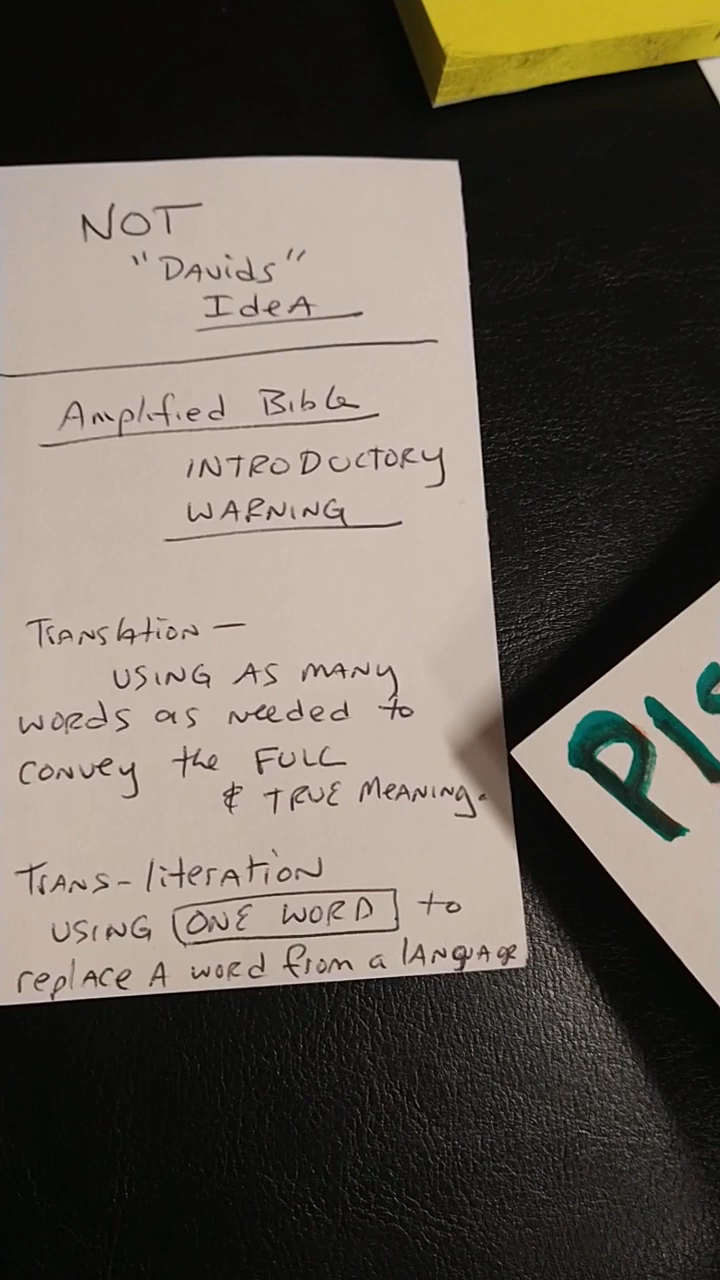 NOT
"DAvids"
IdeA
Amplified Bible
INTRODUCTORY
WARNING
TRANSlAtion —
USING AS MANY
words as needed to
CONVEY the FULL
& TRUE MeANING.
TRANS-literATION
USING ONE WORD to
replACE A word from a lANguAge
Pls